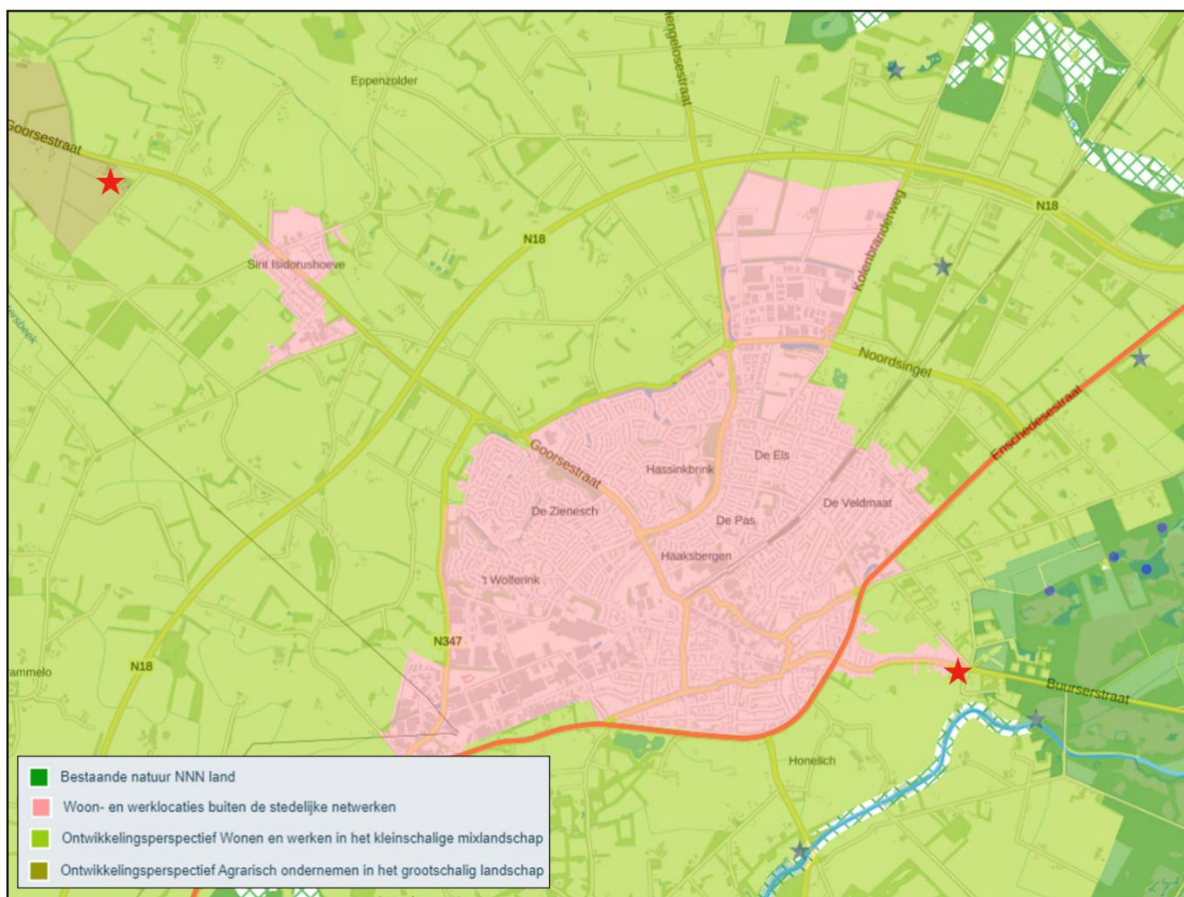 Hengelosestraat
Eppenzolder
Goorsestraat
N18
N18
Kolenbranderweg
Sint Isidorushoeve
Noordsingel
Enschedesestraat
Goorsestraat
De Els
Hassinkbrink
De Veldmaat
De Zienesch
De Pas
Haaksbergen
't Wolferink
N347
N18
ammelo
Buurserstraat
Honesch
Bestaande natuur NNN land
Woon- en werklocaties buiten de stedelijke netwerken
Ontwikkelingsperspectief Wonen en werken in het kleinschalige mixlandschap
Ontwikkelingsperspectief Agrarisch ondernemen in het grootschalig landschap